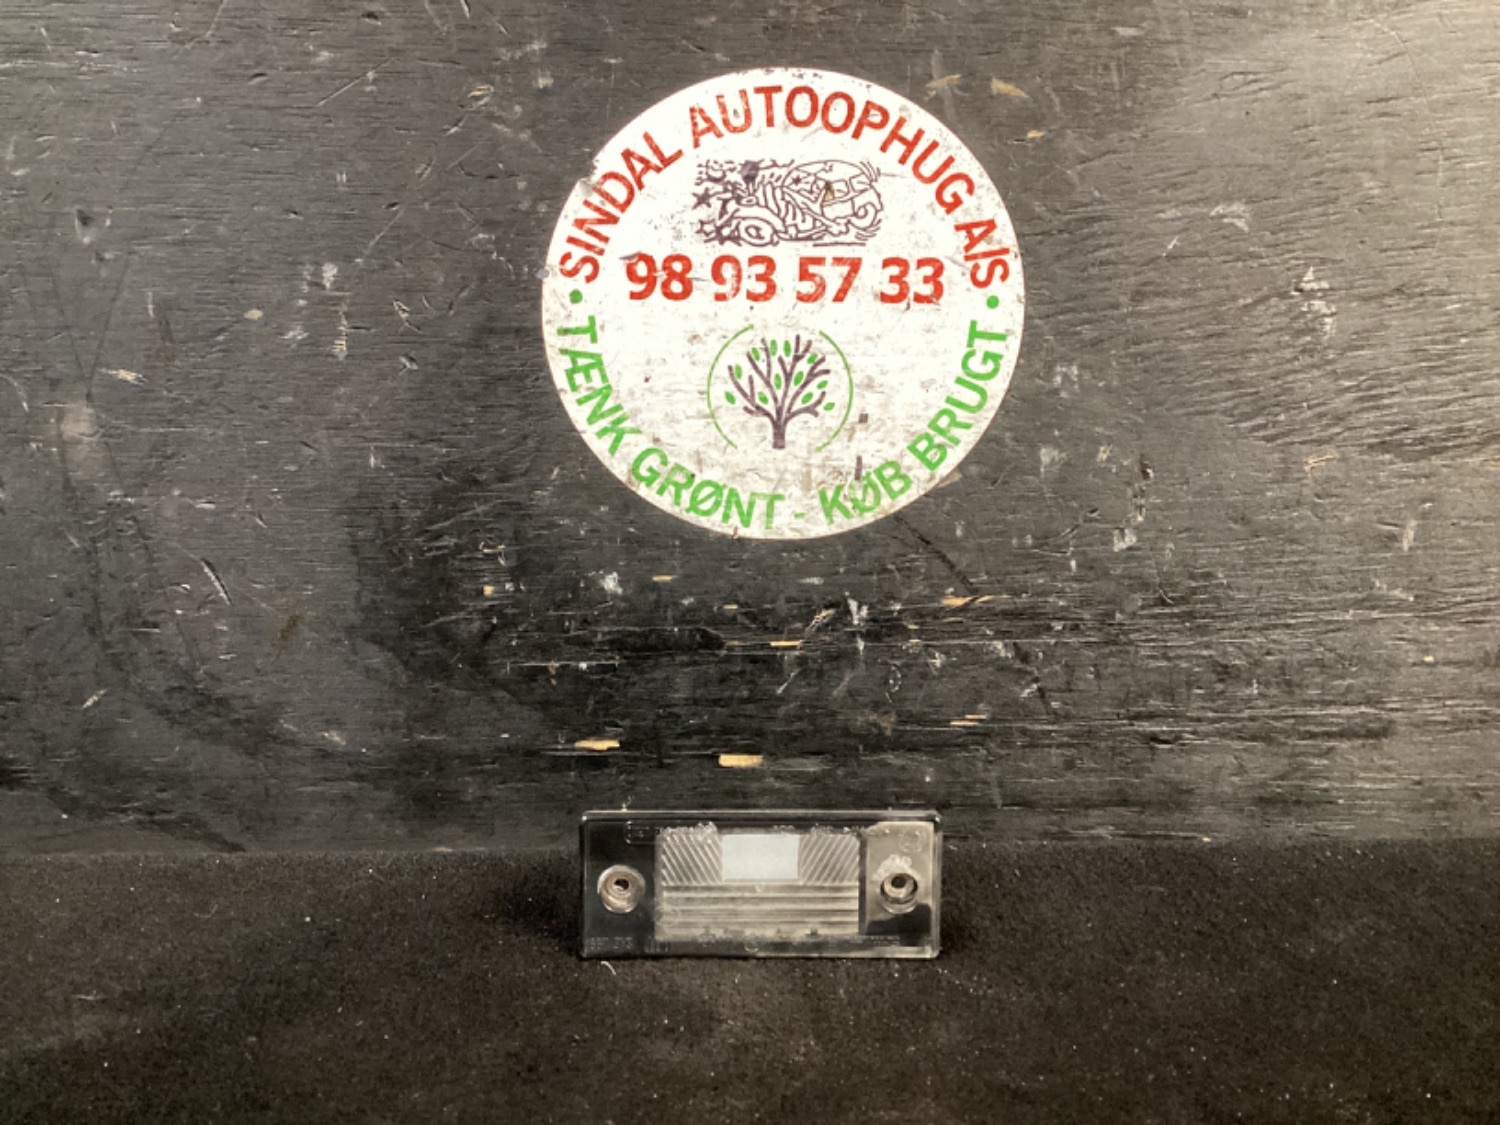 SINDAL AUTOOPHUG A/S
98 93 57 33
• TÆNK GRØNT - KØB BRUGT •